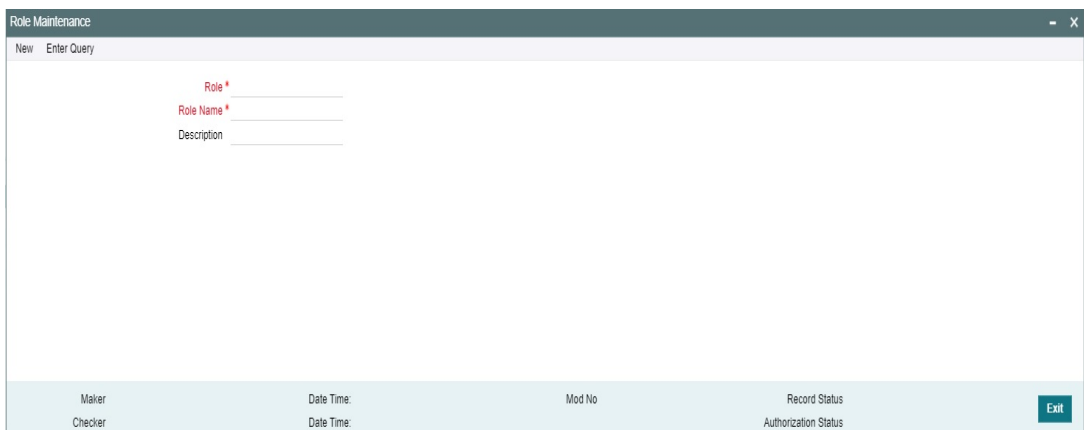 Role Maintenance - X
New Enter Query
Role *
Role Name *
Description
Maker Date Time: Mod No Record Status Exit
Checker Date Time: Authorization Status